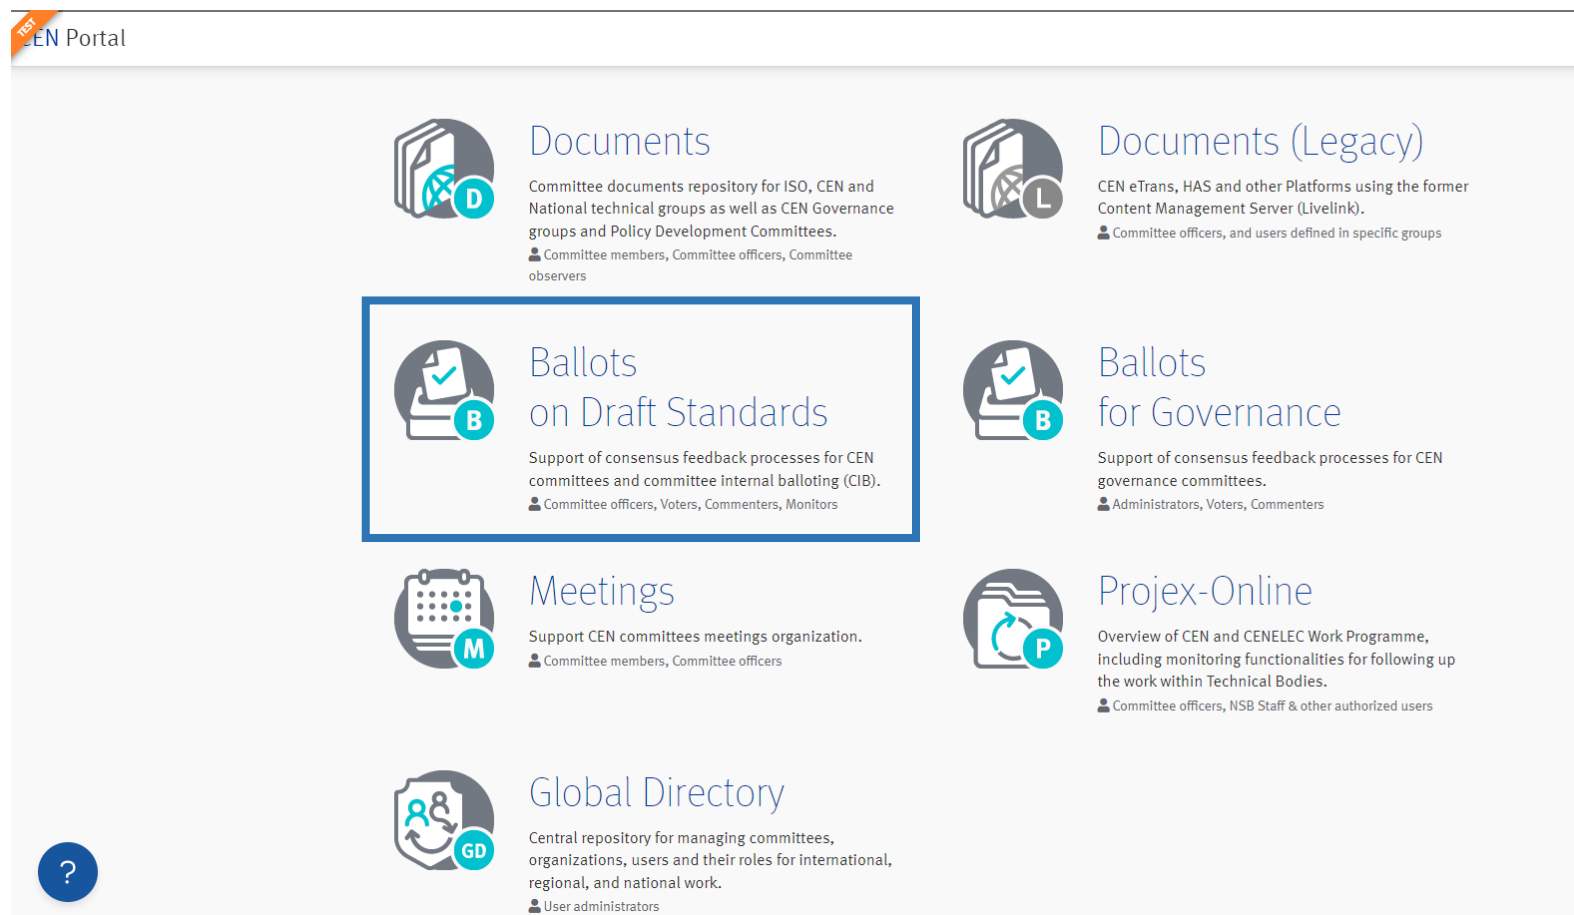 TEST
CEN Portal
Documents
Committee documents repository for ISO, CEN and
National technical groups as well as CEN Governance
groups and Policy Development Committees.
Committee members, Committee officers, Committee
observers
D
Documents (Legacy)
CEN eTrans, HAS and other Platforms using the former
Content Management Server (Livelink).
Committee officers, and users defined in specific groups
L
Ballots
on Draft Standards
Support of consensus feedback processes for CEN
committees and committee internal balloting (CIB).
Committee officers, Voters, Commenters, Monitors
B
Ballots
for Governance
Support of consensus feedback processes for CEN
governance committees.
Administrators, Voters, Commenters
B
Meetings
Support CEN committees meetings organization.
Committee members, Committee officers
M
Projex-Online
Overview of CEN and CENELEC Work Programme,
including monitoring functionalities for following up
the work within Technical Bodies.
Committee officers, NSB Staff & other authorized users
P
Global Directory
Central repository for managing committees,
organizations, users and their roles for international,
regional, and national work.
User administrators
GD
?